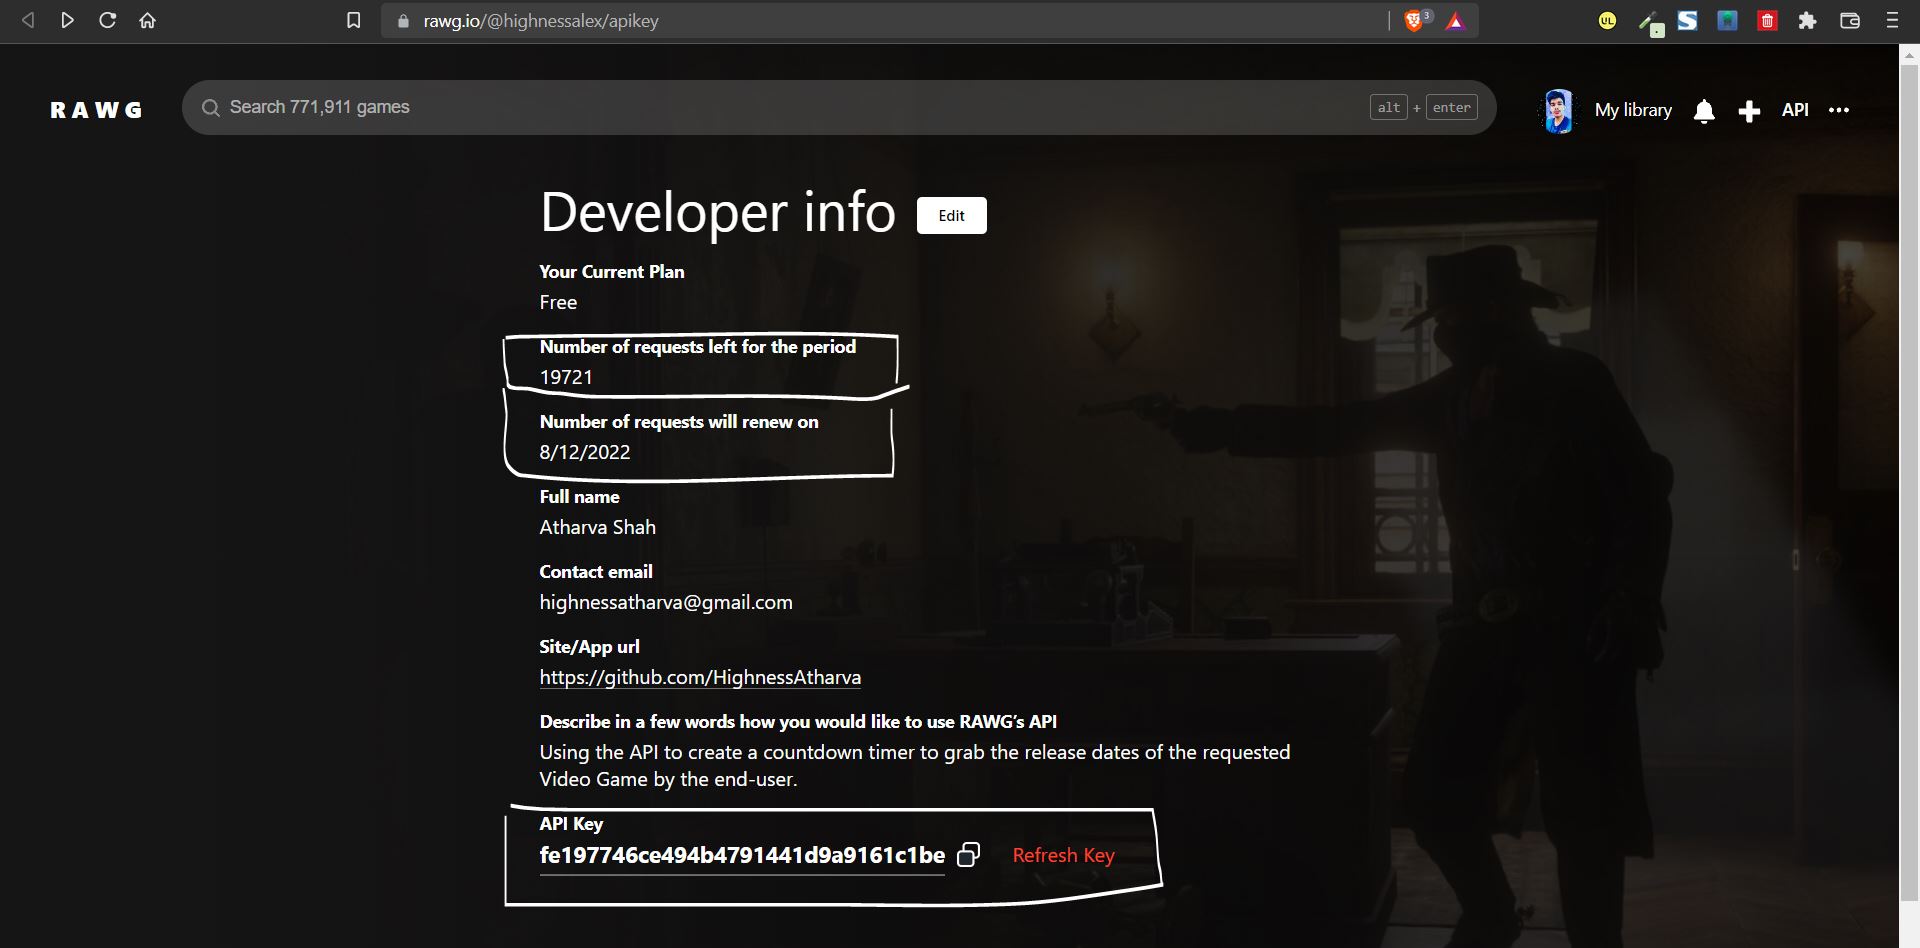 rawg.io/@highnessalex/apikey
3
UL
RAWG
Search 771,911 games
alt + enter
My library
API
Developer info
Edit
Your Current Plan
Free
Number of requests left for the period
19721
Number of requests will renew on
8/12/2022
Full name
Atharva Shah
Contact email
highnessatharva@gmail.com
Site/App url
https://github.com/HighnessAtharva
Describe in a few words how you would like to use RAWG’s API
Using the API to create a countdown timer to grab the release dates of the requested
Video Game by the end-user.
API Key
fe197746ce494b4791441d9a9161c1be
Refresh Key